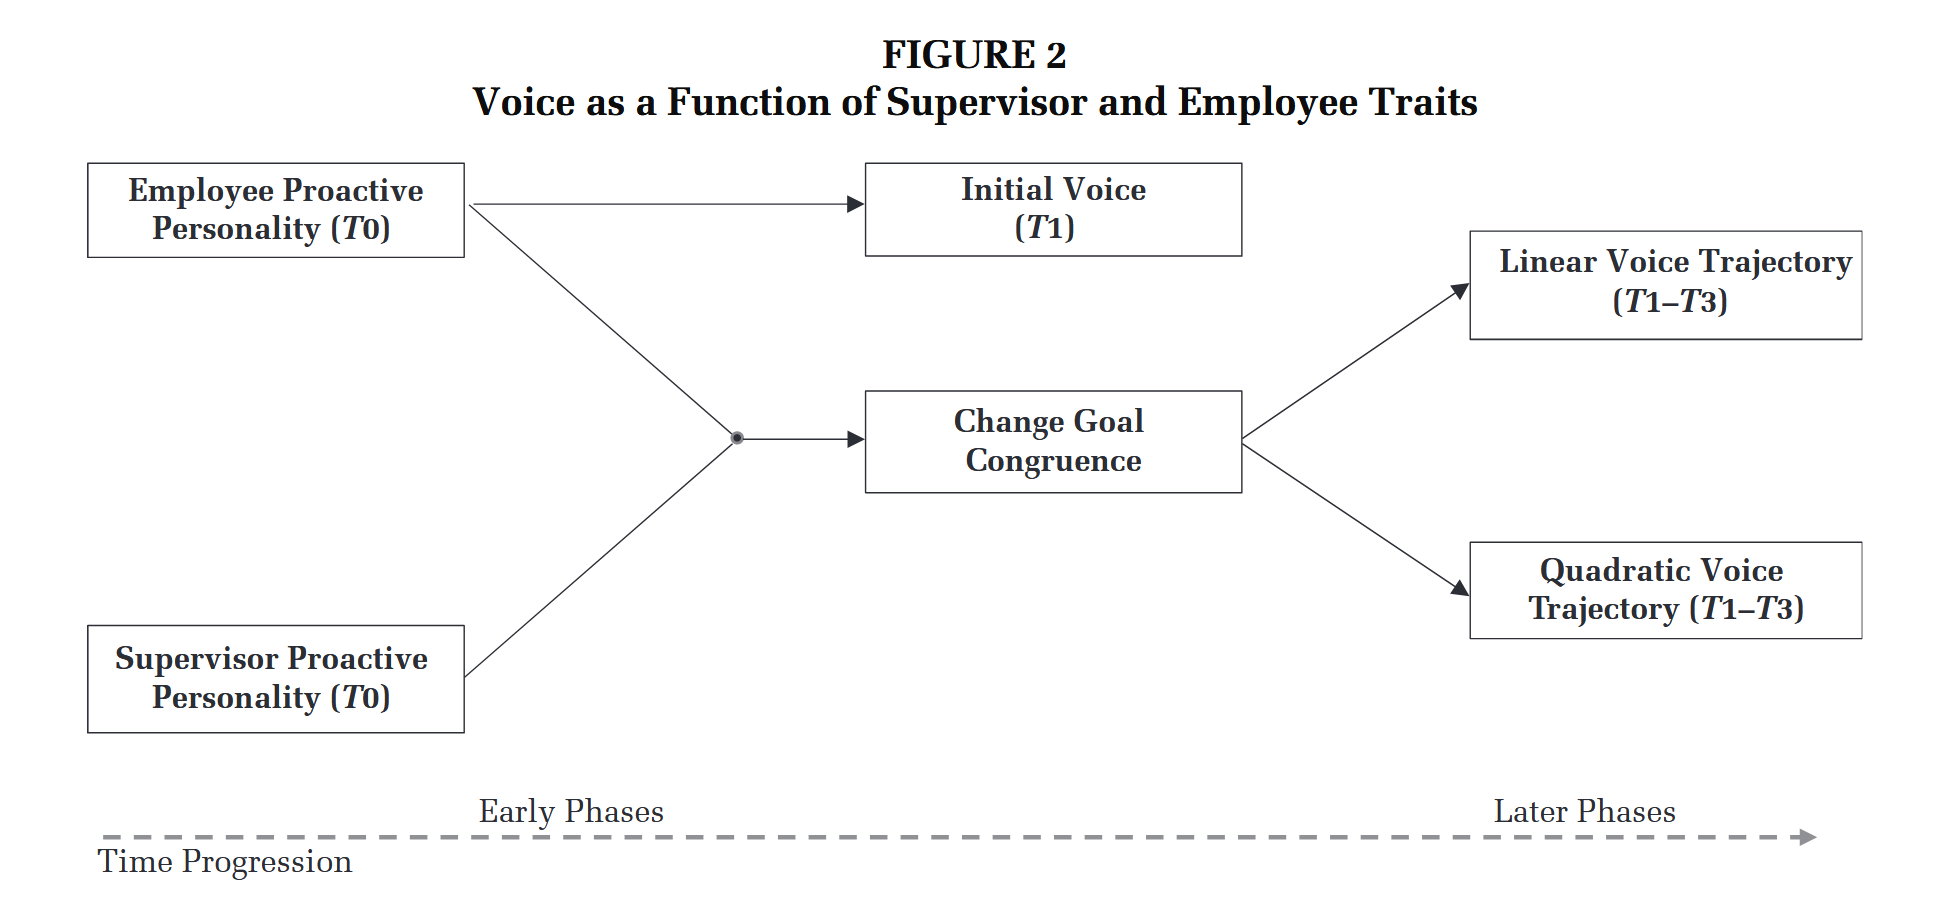 FIGURE 2
Voice as a Function of Supervisor and Employee Traits
Employee Proactive
Personality (T0)
Initial Voice
(T1)
Linear Voice Trajectory
(T1–T3)
Change Goal
Congruence
Quadratic Voice
Trajectory (T1–T3)
Supervisor Proactive
Personality (T0)
Early Phases
Later Phases
Time Progression